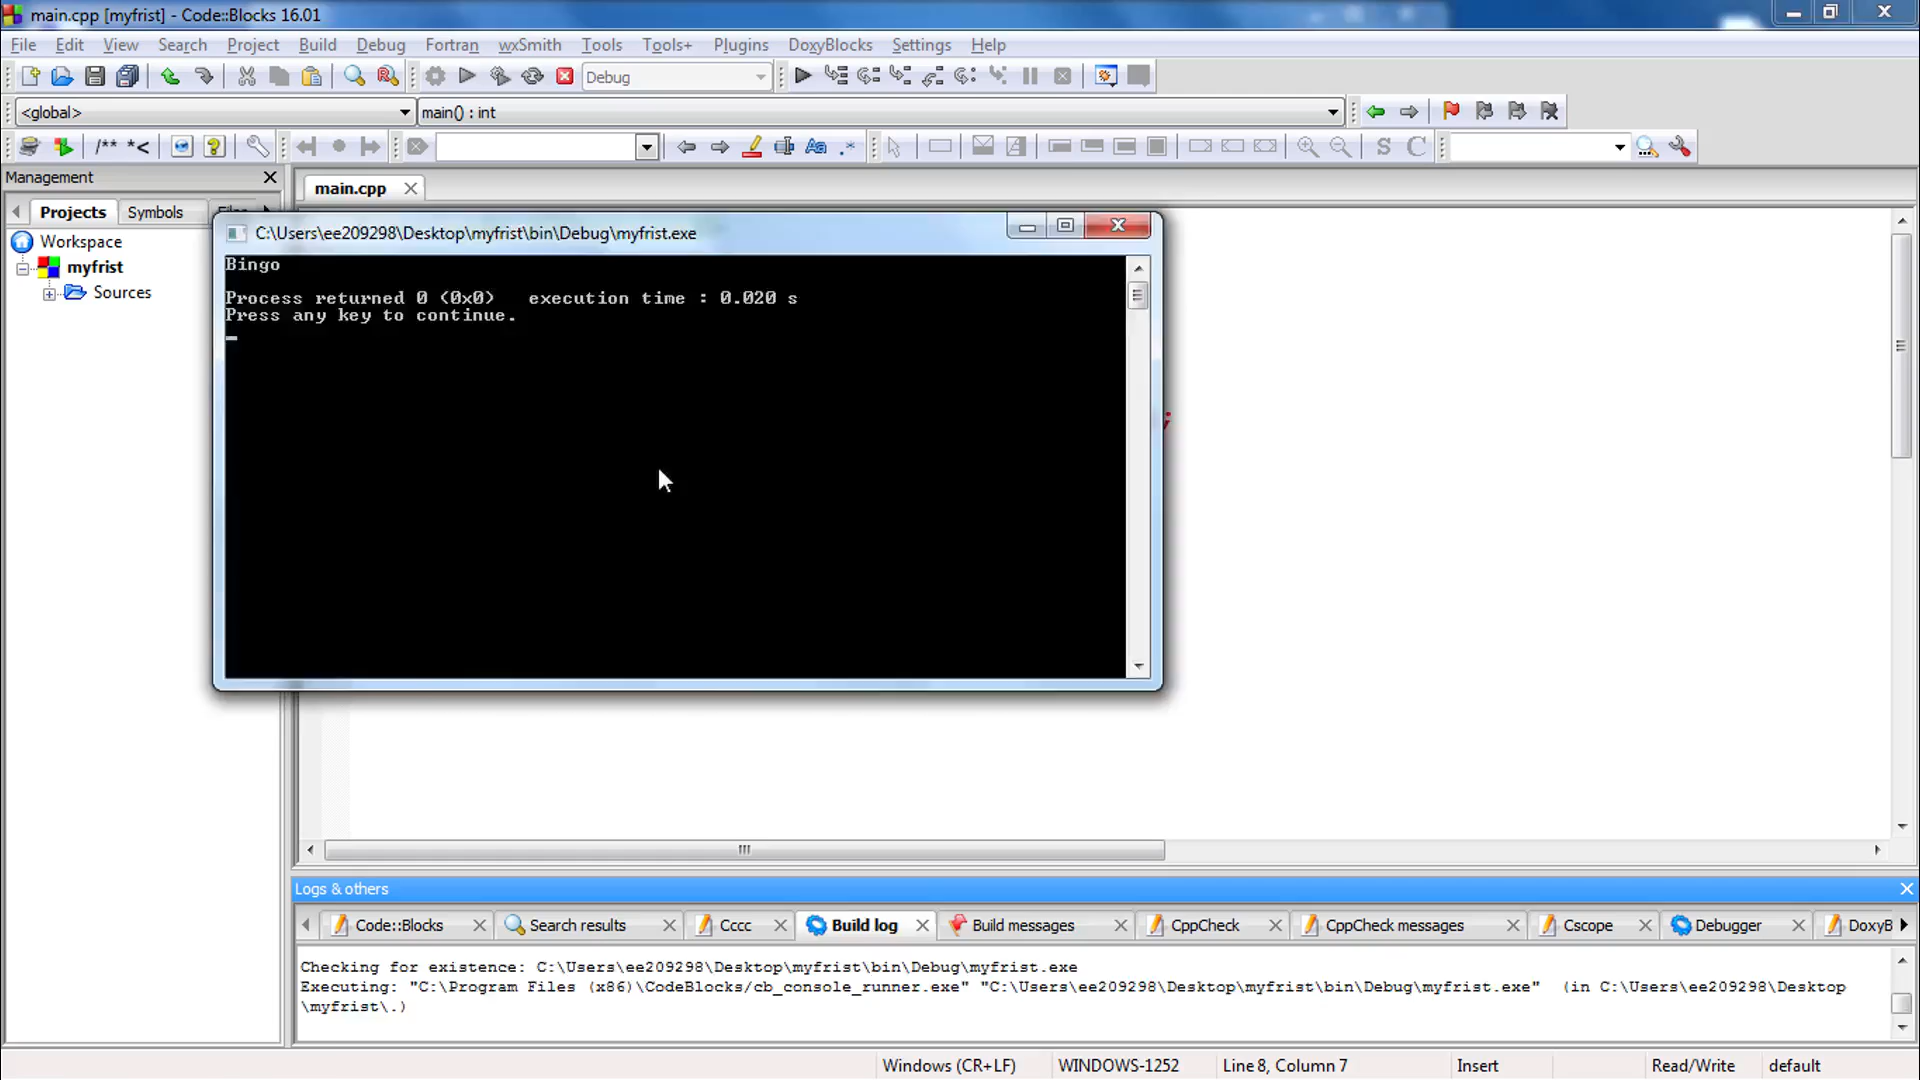 main.cpp [myfrist] - Code::Blocks 16.01
File Edit View Search Project Build Debug Fortran wxSmith Tools Tools+ Plugins DoxyBlocks Settings Help
Debug
<global> main() : int
/** *<
Management
main.cpp
Projects Symbols
Workspace
myfrist
Sources
C:\Users\ee209298\Desktop\myfrist\bin\Debug\myfrist.exe
Bingo
Process returned 0 (0x0) execution time : 0.020 s
Press any key to continue.
;
Logs & others
Code::Blocks Search results Cccc Build log Build messages CppCheck CppCheck messages Cscope Debugger DoxyB
Checking for existence: C:\Users\ee209298\Desktop\myfrist\bin\Debug\myfrist.exe
Executing: "C:\Program Files (x86)\CodeBlocks/cb_console_runner.exe" "C:\Users\ee209298\Desktop\myfrist\bin\Debug\myfrist.exe" (in C:\Users\ee209298\Desktop
\myfrist\.)
Windows (CR+LF) WINDOWS-1252 Line 8, Column 7 Insert Read/Write default